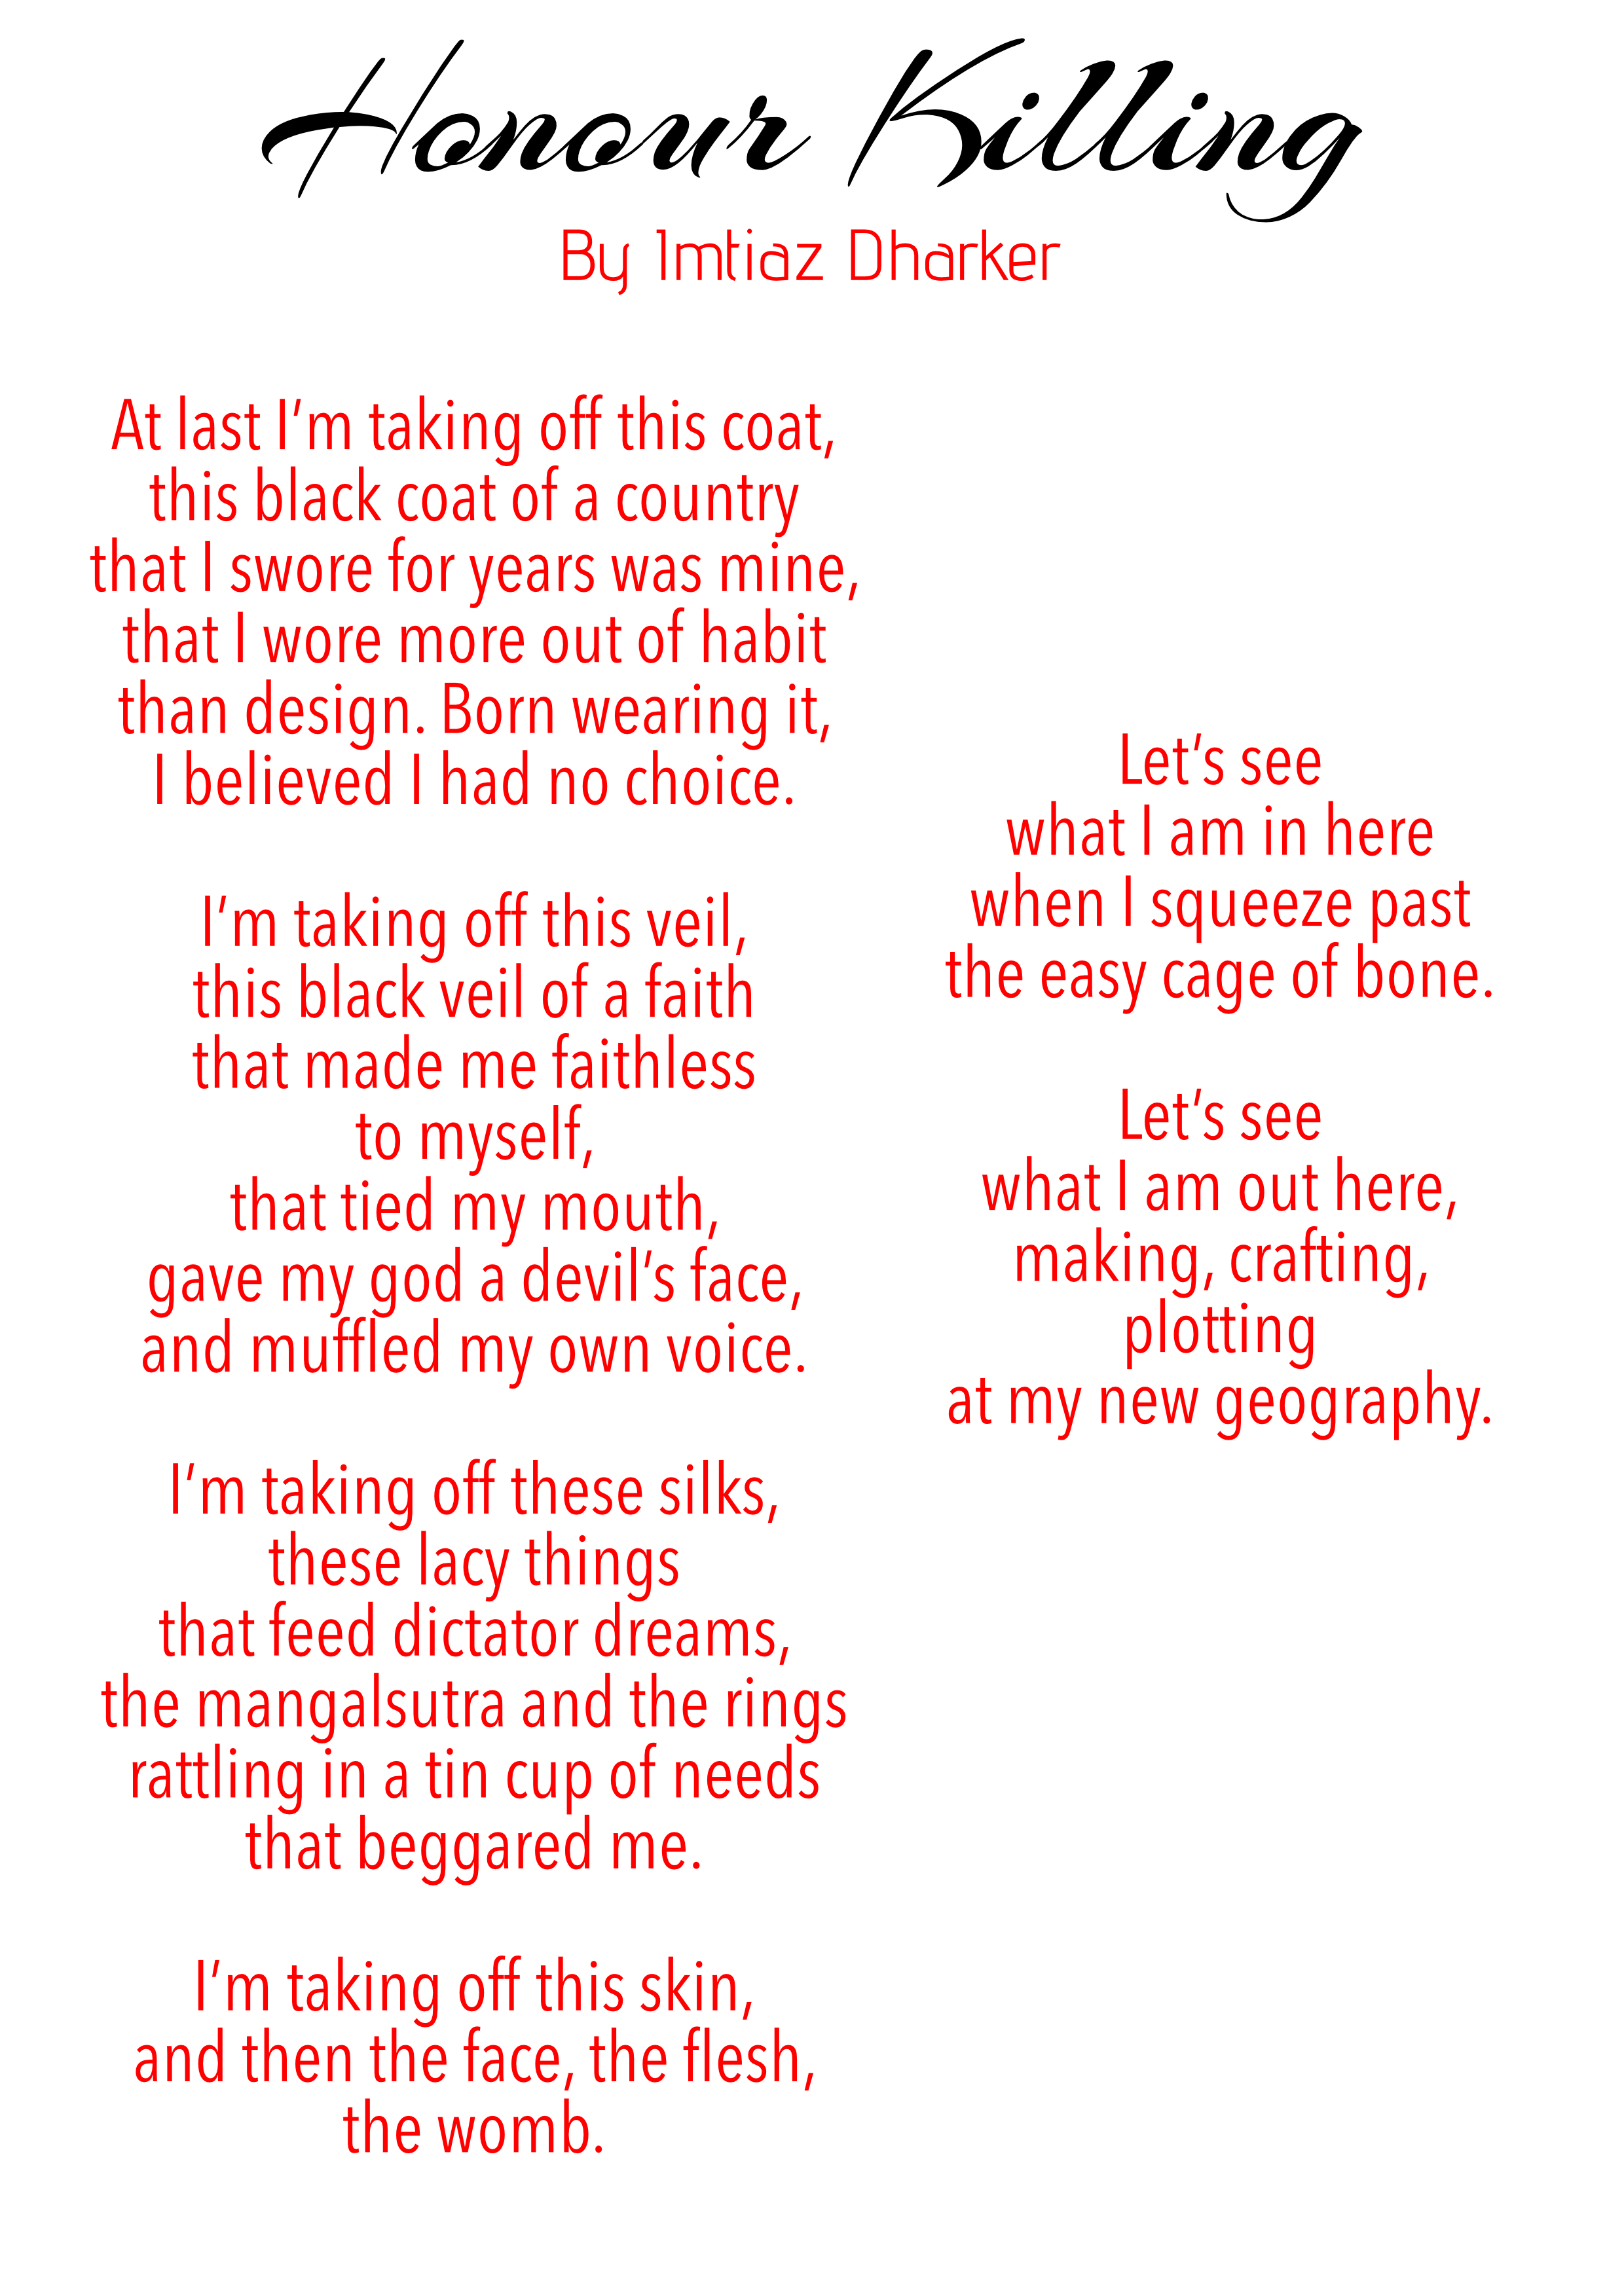 Honour Killing
By Imtiaz Dharker
At last I'm taking off this coat,
this black coat of a country
that I swore for years was mine,
that I wore more out of habit
than design. Born wearing it,
I believed I had no choice.
I'm taking off this veil,
this black veil of a faith
that made me faithless
to myself,
that tied my mouth,
gave my god a devil's face,
and muffled my own voice.
I'm taking off these silks,
these lacy things
that feed dictator dreams,
the mangalsutra and the rings
rattling in a tin cup of needs
that beggared me.
I'm taking off this skin,
and then the face, the flesh,
the womb.
Let's see
what I am in here
when I squeeze past
the easy cage of bone.
Let's see
what I am out here,
making, crafting,
plotting
at my new geography.